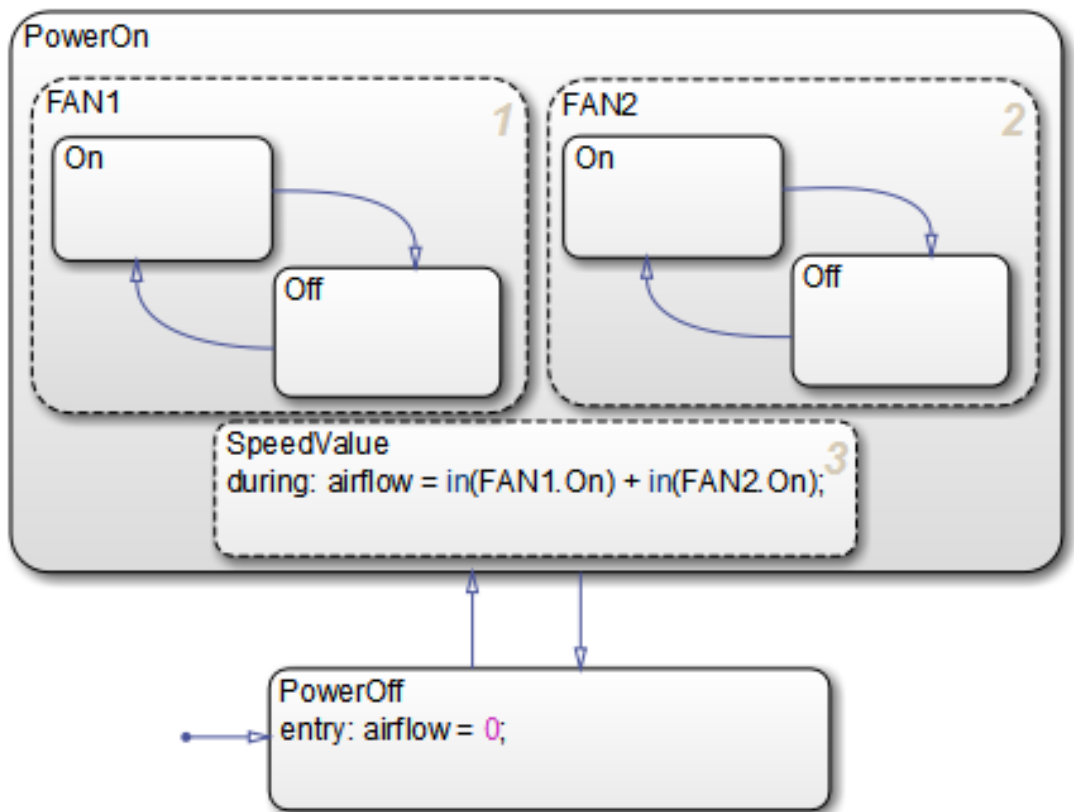 PowerOn
FAN1
1
On
Off
FAN2
2
On
Off
SpeedValue
3
during: airflow = in(FAN1.On) + in(FAN2.On);
PowerOff
entry: airflow = 0;